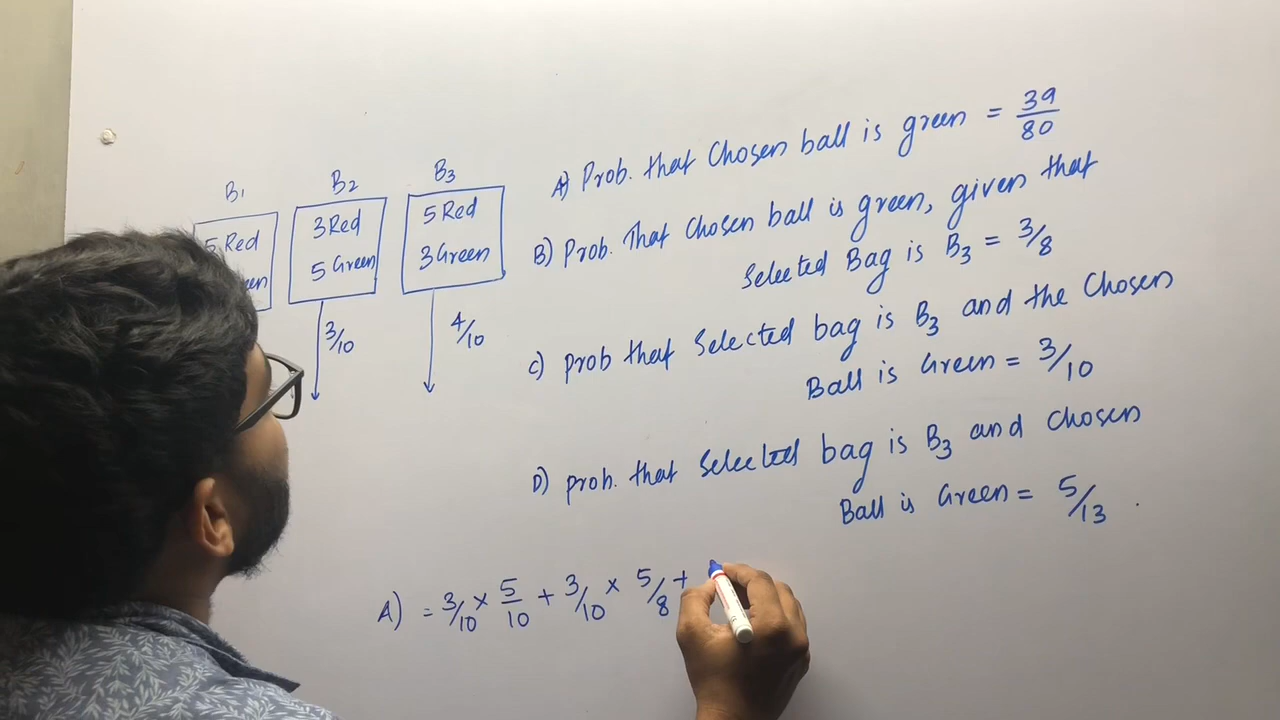 B1
B2
B3
5 Red
3 Red
5 Green
5 Red
3 Green
3/10
4/10
A) Prob. that Chosen ball is green = 39/80
B) Prob. That Chosen ball is green, given that
Selected Bag is B3 = 3/8
C) prob that Selected bag is B3 and the Chosen
Ball is Green = 3/10
D) prob. that Selected bag is B3 and chosen
Ball is Green = 5/13 .
A) = 3/10 × 5/10 + 3/10 × 5/8 +